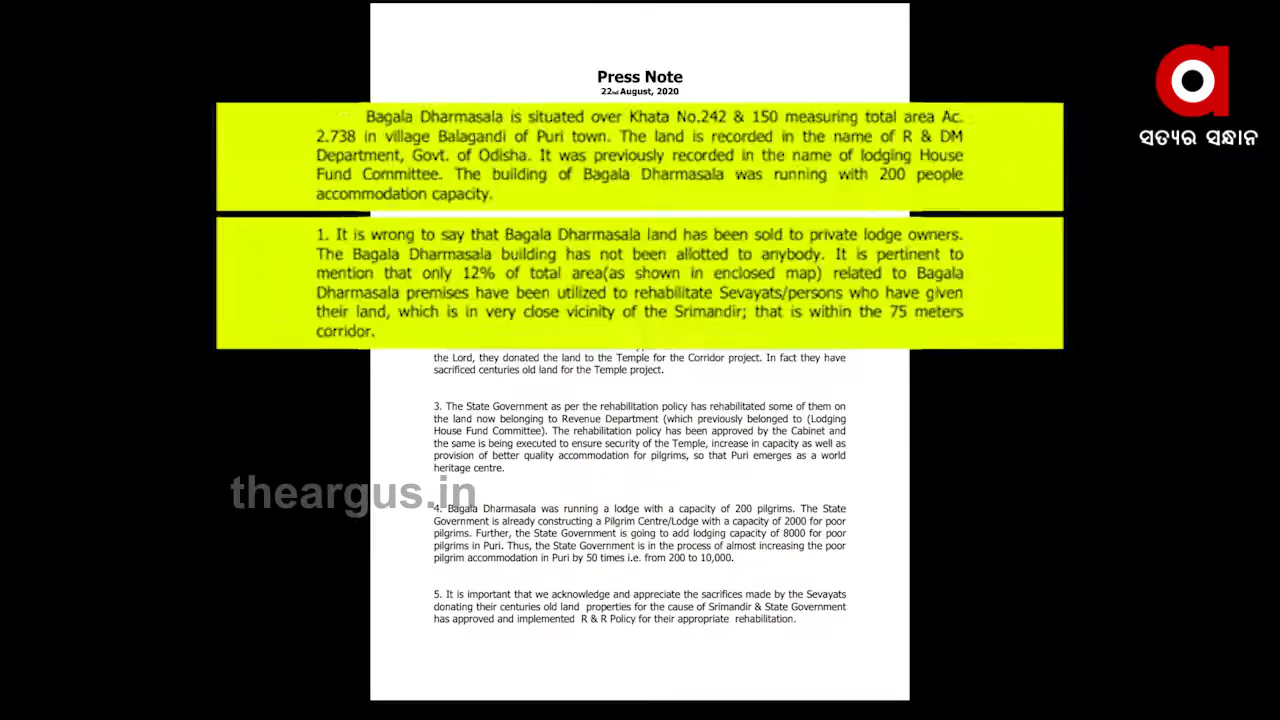 Press Note
22nd August, 2020
Bagala Dharmasala is situated over Khata No.242 & 150 measuring total area Ac.
2.738 in village Balagandi of Puri town. The land is recorded in the name of R & DM
Department, Govt. of Odisha. It was previously recorded in the name of lodging House
Fund Committee. The building of Bagala Dharmasala was running with 200 people
accommodation capacity.
1. It is wrong to say that Bagala Dharmasala land has been sold to private lodge owners.
The Bagala Dharmasala building has not been allotted to anybody. It is pertinent to
mention that only 12% of total area(as shown in enclosed map) related to Bagala
Dharmasala premises have been utilized to rehabilitate Sevayats/persons who have given
their land, which is in very close vicinity of the Srimandir; that is within the 75 meters
corridor.
the Lord, they donated the land to the Temple for the Corridor project. In fact they have
sacrificed centuries old land for the Temple project.
3. The State Government as per the rehabilitation policy has rehabilitated some of them on
the land now belonging to Revenue Department (which previously belonged to (Lodging
House Fund Committee). The rehabilitation policy has been approved by the Cabinet and
the same is being executed to ensure security of the Temple, increase in capacity as well as
provision of better quality accommodation for pilgrims, so that Puri emerges as a world
heritage centre.
4. Bagala Dharmasala was running a lodge with a capacity of 200 pilgrims. The State
Government is already constructing a Pilgrim Centre/Lodge with a capacity of 2000 for poor
pilgrims. Further, the State Government is going to add lodging capacity of 8000 for poor
pilgrims in Puri. Thus, the State Government is in the process of almost increasing the poor
pilgrim accommodation in Puri by 50 times i.e. from 200 to 10,000.
5. It is important that we acknowledge and appreciate the sacrifices made by the Sevayats
donating their centuries old land properties for the cause of Srimandir & State Government
has approved and implemented R & R Policy for their appropriate rehabilitation.
theargus.in
a
ସତ୍ୟର ସନ୍ଧାନ